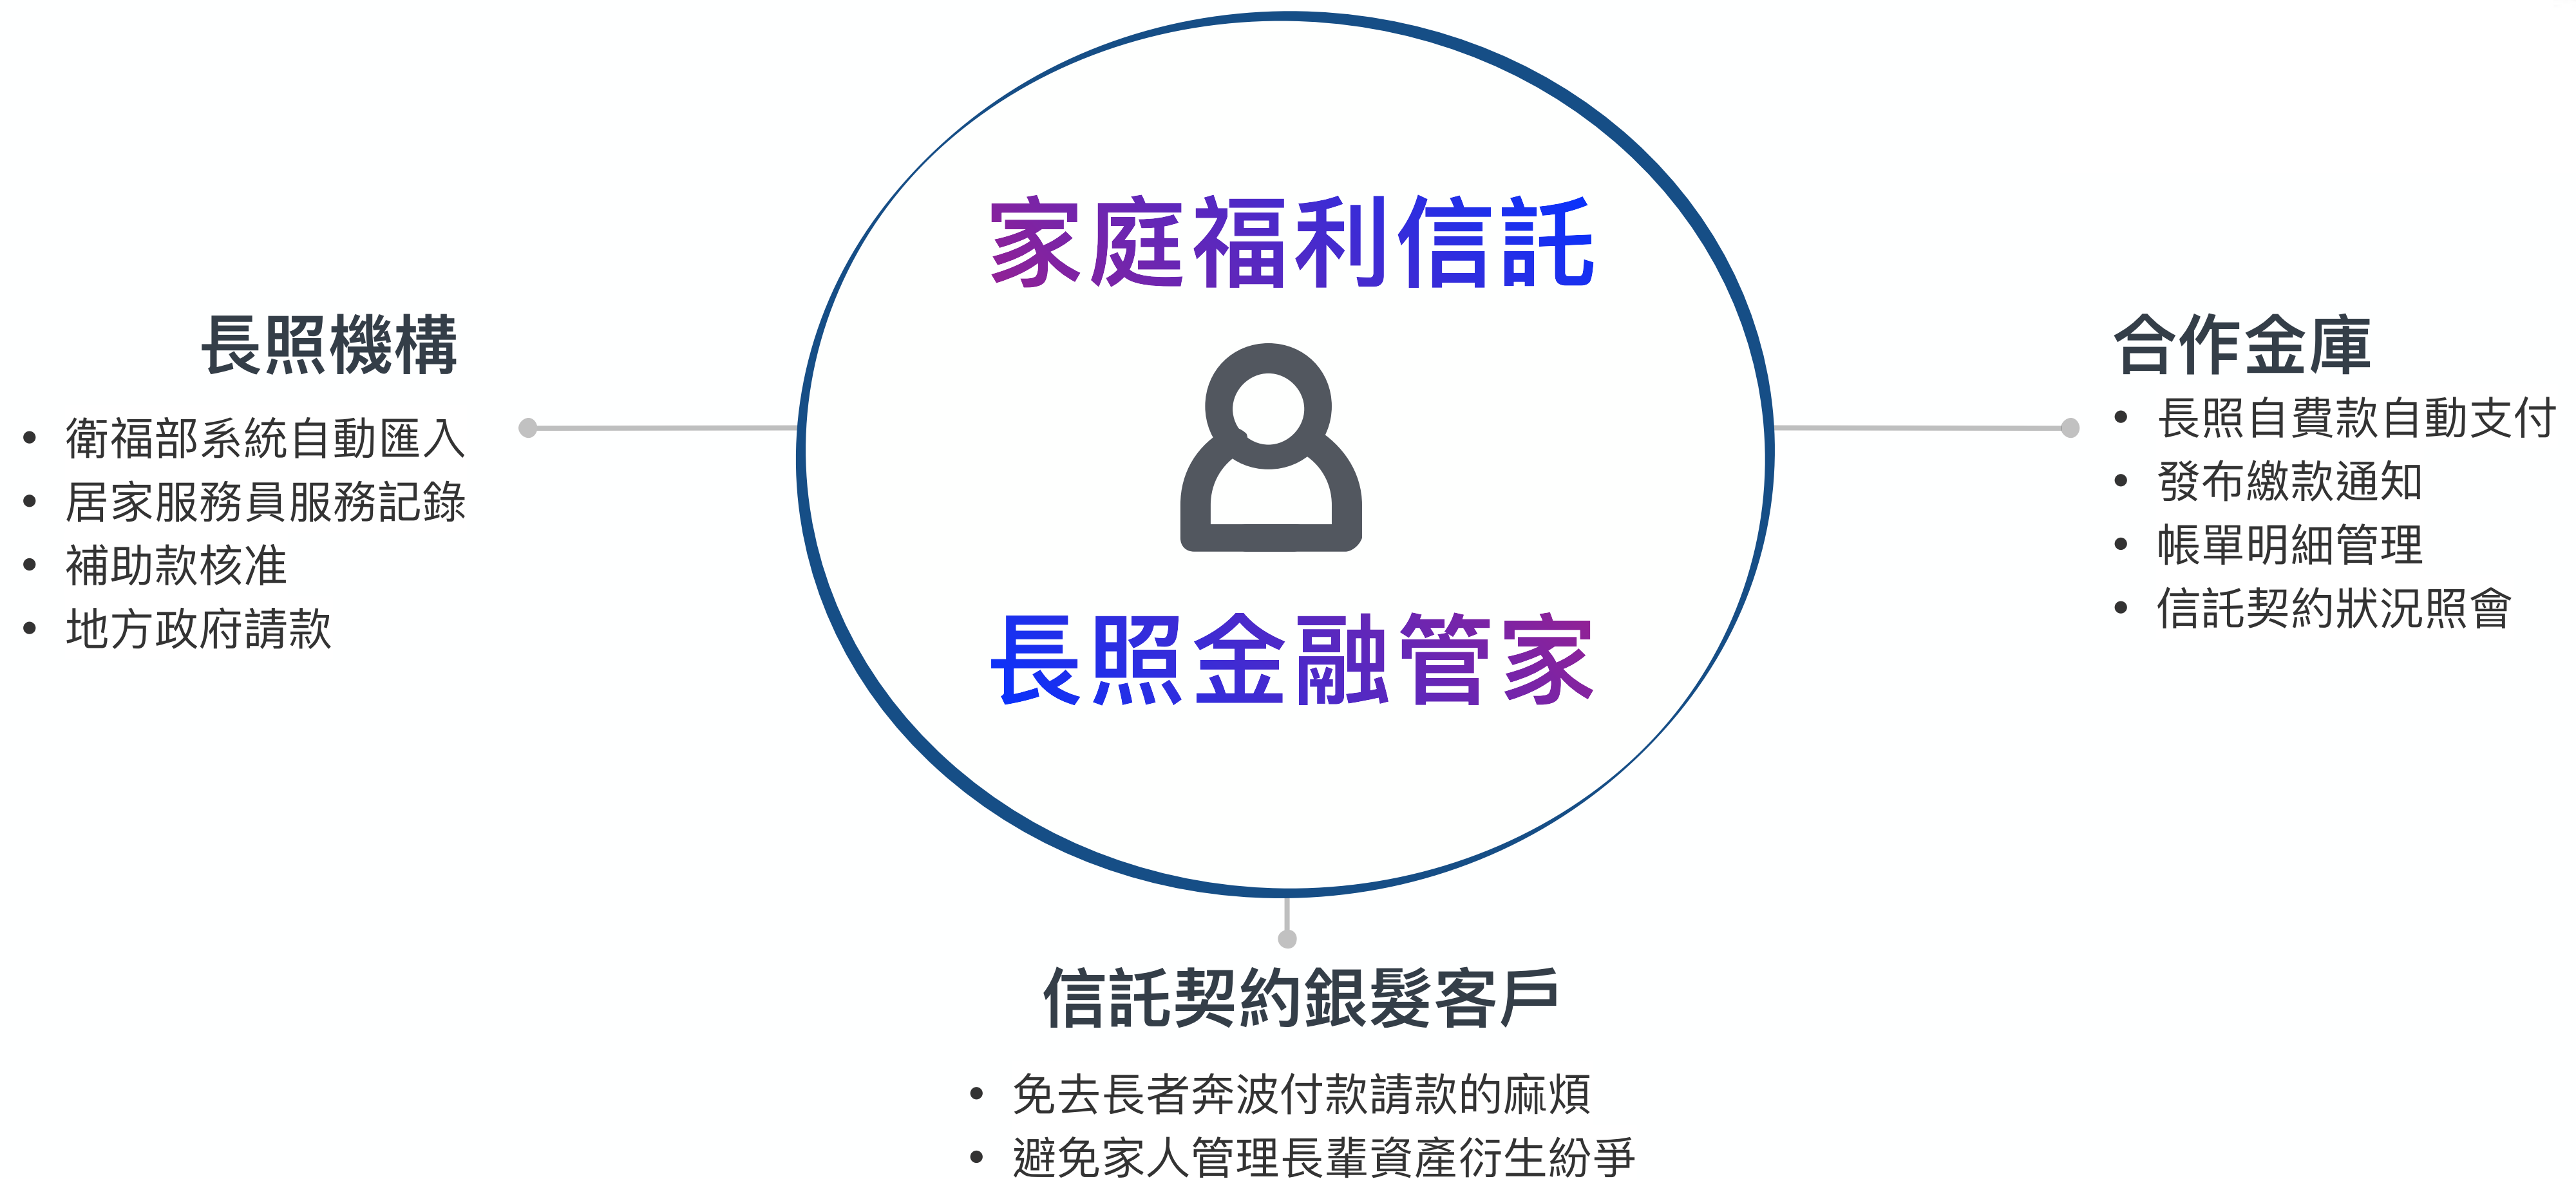 家庭福利信託
長照金融管家
長照機構
• 衛福部系統自動匯入
• 居家服務員服務記錄
• 補助款核准
• 地方政府請款
合作金庫
• 長照自費款自動支付
• 發布繳款通知
• 帳單明細管理
• 信託契約狀況照會
信託契約銀髮客戶
• 免去長者奔波付款請款的麻煩
• 避免家人管理長輩資產衍生紛爭